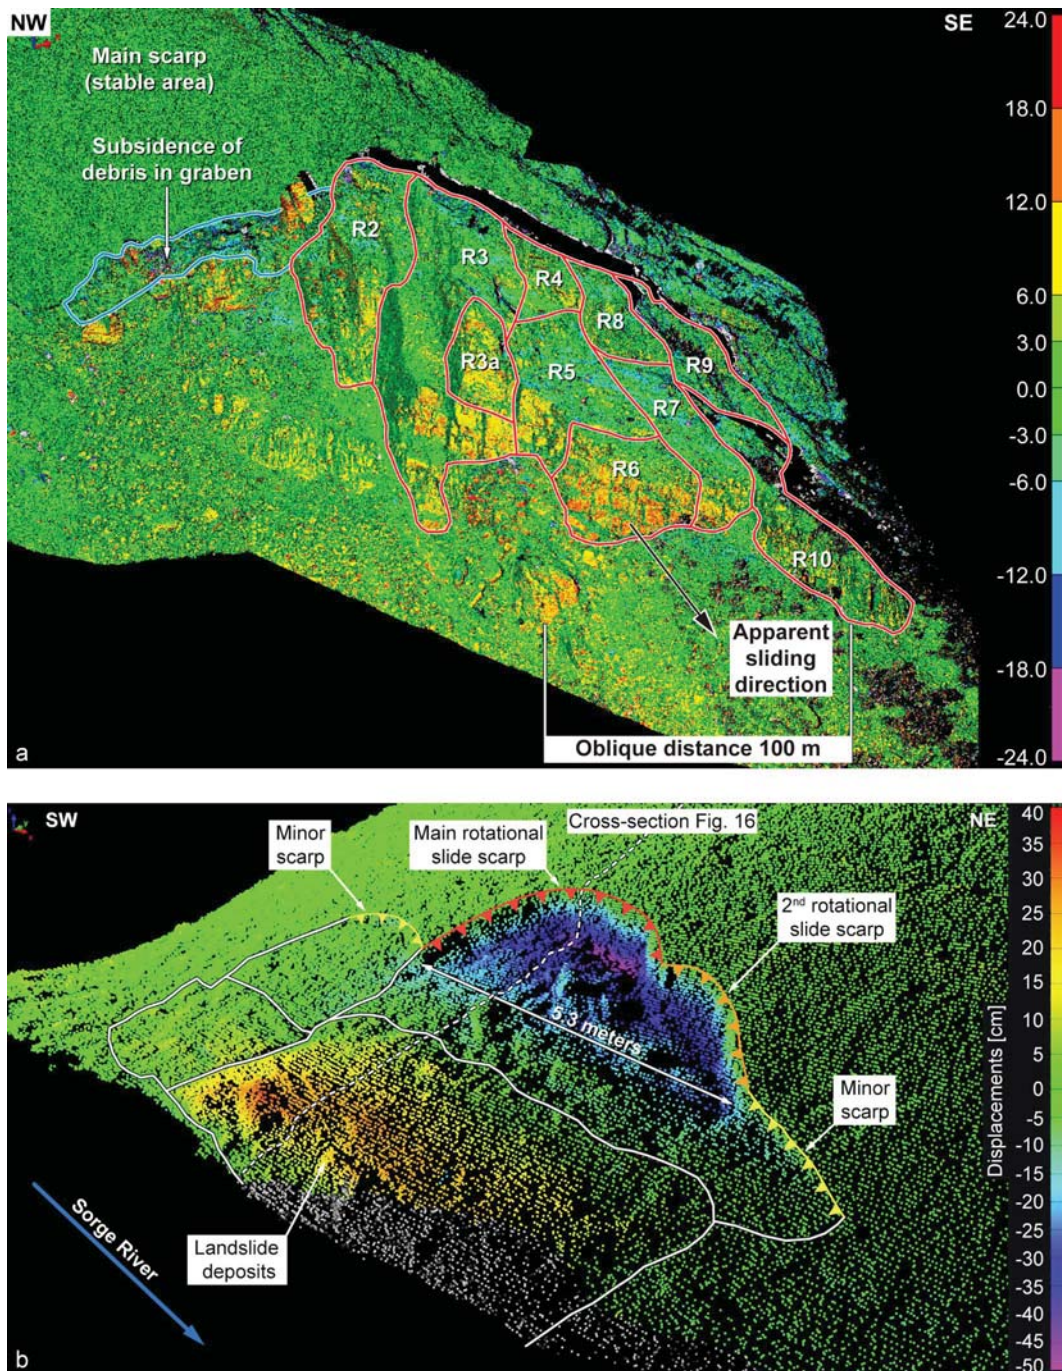 NW
SE
Main scarp
(stable area)
Subsidence of
debris in graben
R2
R3
R4
R8
R3a
R5
R9
R7
R6
R10
Apparent
sliding
direction
Oblique distance 100 m
a
24.0
18.0
12.0
6.0
3.0
0.0
-3.0
-6.0
-12.0
-18.0
-24.0
SW
NE
Cross-section Fig. 16
Minor
scarp
Main rotational
slide scarp
2nd rotational
slide scarp
5.3 meters
Minor
scarp
Sorge River
Landslide
deposits
b
Displacements [cm]
40
35
30
25
20
15
10
5
0
-5
-10
-15
-20
-25
-30
-35
-40
-45
-50